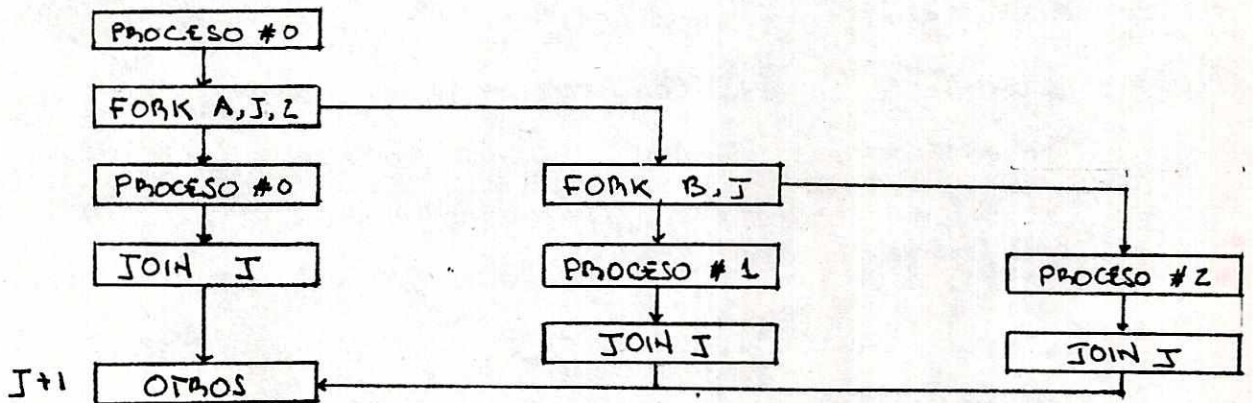 PROCESO #0
FORK A, J, 2
PROCESO #0
FORK B, J
JOIN J
PROCESO #1
PROCESO #2
JOIN J
JOIN J
J+1 OTROS